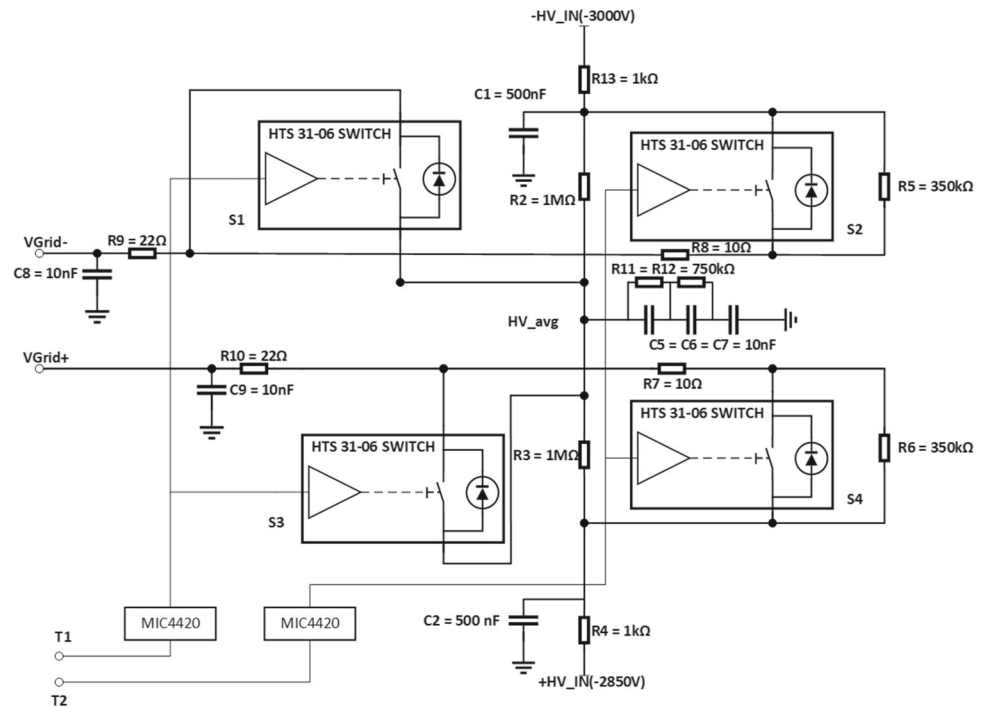 -HV_IN(-3000V)
R13 = 1kΩ
C1 = 500nF
HTS 31-06 SWITCH
S1
HTS 31-06 SWITCH
S2
R2 = 1MΩ
R5 = 350kΩ
VGrid-
R9 = 22Ω
C8 = 10nF
R8 = 10Ω
R11 = R12 = 750kΩ
HV_avg
C5 = C6 = C7 = 10nF
VGrid+
R10 = 22Ω
C9 = 10nF
R7 = 10Ω
HTS 31-06 SWITCH
S3
HTS 31-06 SWITCH
S4
R3 = 1MΩ
R6 = 350kΩ
MIC4420
MIC4420
C2 = 500 nF
R4 = 1kΩ
T1
T2
+HV_IN(-2850V)